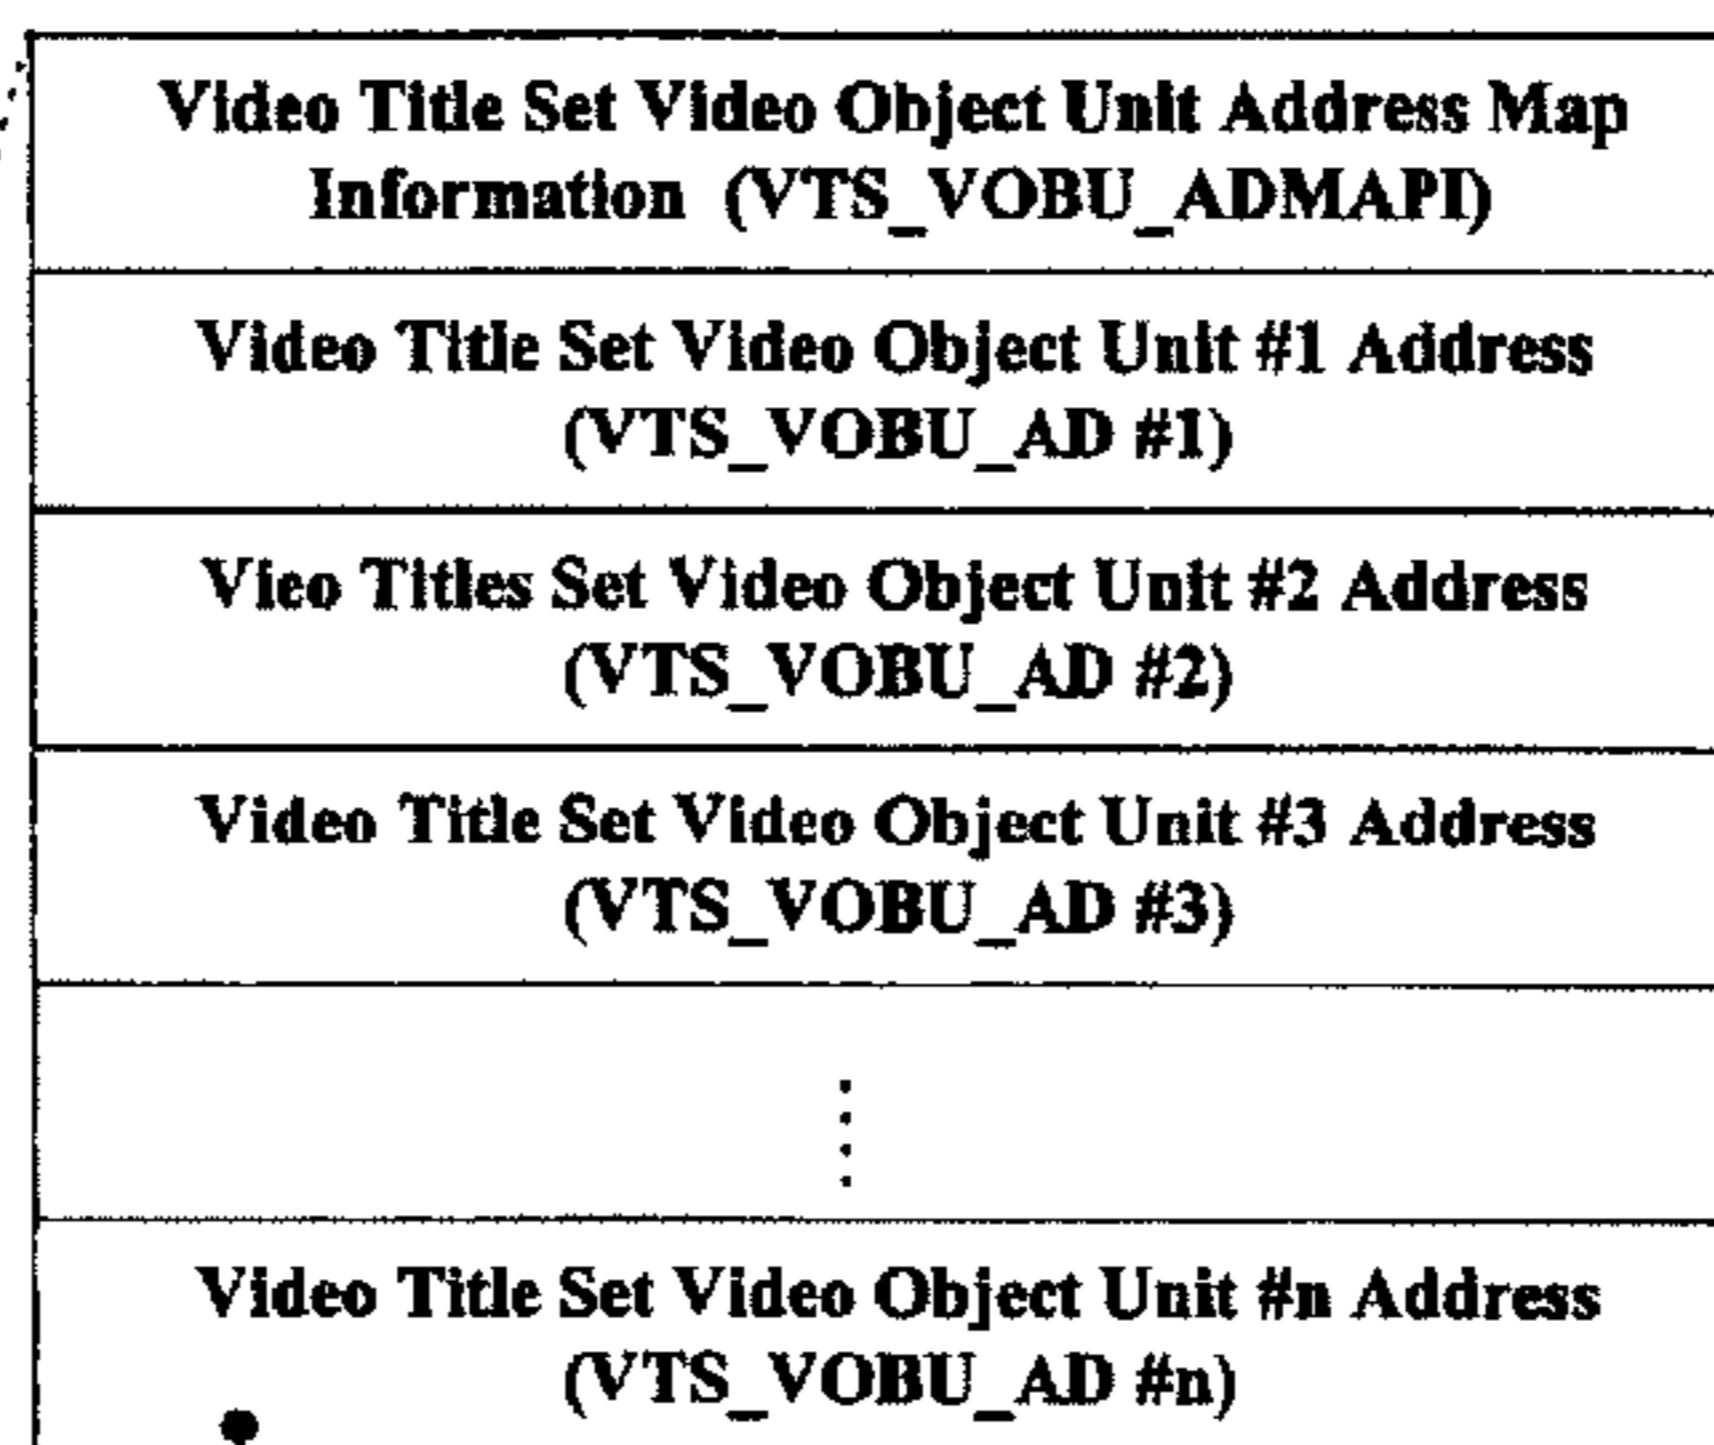 Video Title Set Video Object Unit Address Map
Information (VTS_VOBU_ADMAPI)
Video Title Set Video Object Unit #1 Address
(VTS_VOBU_AD #1)
Vieo Titles Set Video Object Unit #2 Address
(VTS_VOBU_AD #2)
Video Title Set Video Object Unit #3 Address
(VTS_VOBU_AD #3)
Video Title Set Video Object Unit #n Address
(VTS_VOBU_AD #n)